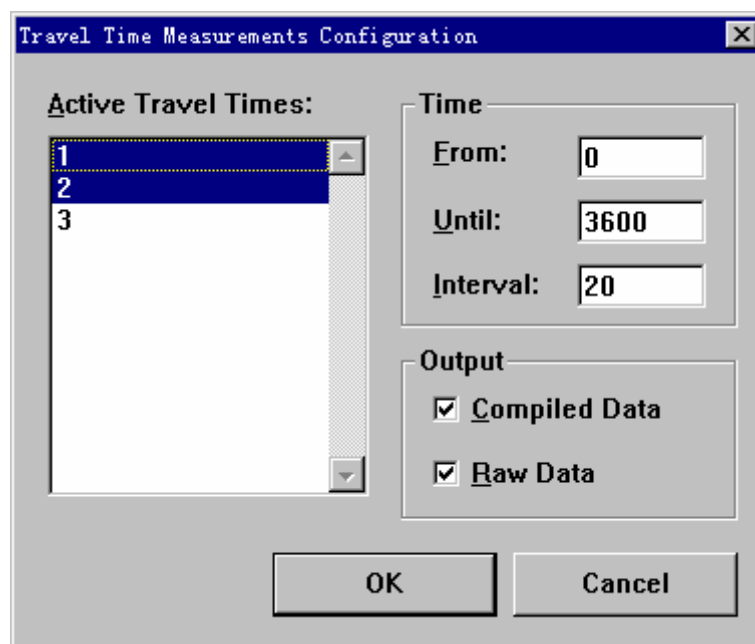 Travel Time Measurements Configuration
Active Travel Times:
1
2
3
Time
From: 0
Until: 3600
Interval: 20
Output
Compiled Data
Raw Data
OK Cancel